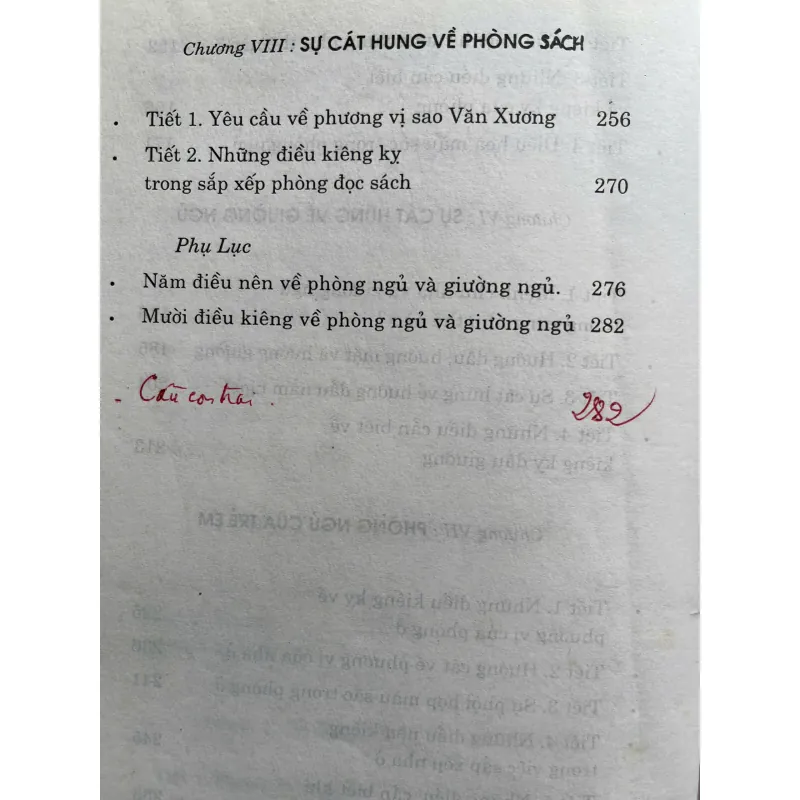 Chương VIII : SỰ CÁT HUNG VỀ PHÒNG SÁCH
• Tiết 1. Yêu cầu về phương vị sao Văn Xương 256
• Tiết 2. Những điều kiêng kỵ
trong sắp xếp phòng đọc sách 270
Phụ Lục
• Năm điều nên về phòng ngủ và giường ngủ. 276
• Mười điều kiêng về phòng ngủ và giường ngủ 282
- Cầu con trai . 282